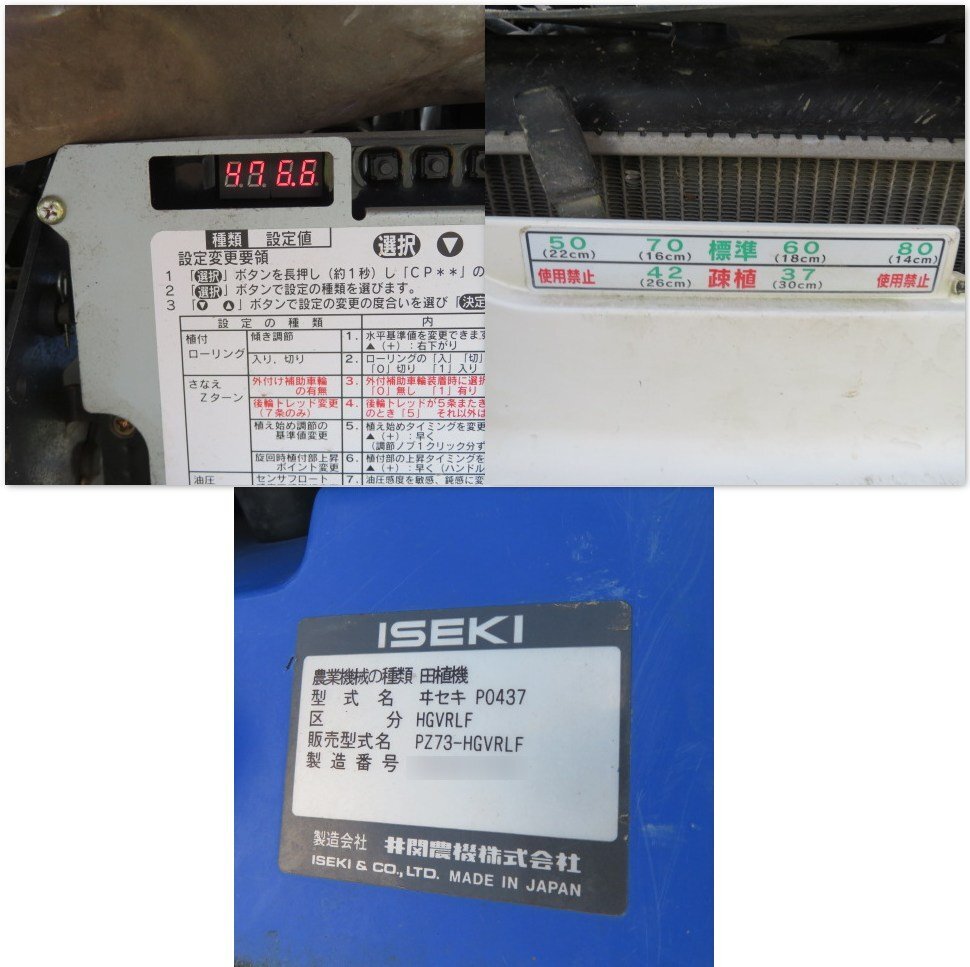 476.6
種類 設定値
選択 ▼
設定変更要領
1 「選択」ボタンを長押し(約1秒)し「CP**」の
2 「選択」ボタンで設定の種類を選びます。
3 「▼ ▲」ボタンで設定の変更の度合いを選び「決定
設定の種類 内
植付ローリング 傾き調節 1. 水平基準値を変更できます
▲(+):右下がり
入り、切り 2. ローリングの「入」「切」
「0」切り 「1」入り
さなえZターン 外付け補助車輪の有無 3. 外付補助車輪装着時に選択
「0」無し 「1」有り
後輪トレッド変更(7条のみ) 4. 後輪トレッドが5条また
のとき「5」 それ以外は
植え始め調節の基準値変更 5. 植え始めタイミングを変更
▲(+):早く
(調節ノブ1クリック分ず
旋回時植付部上昇ポイント変更 6. 植付部の上昇タイミングを
▲(+):早く(ハンドル
油圧 センサフロート 7. 油圧感度を敏感、鈍感に変
50 70 標準 60 80
(22cm) (16cm) (18cm) (14cm)
使用禁止 42 疎植 37 使用禁止
(26cm) (30cm)
ISEKI
農業機械の種類 田植機
型式名 ヰセキ P0437
区分 HGVRLF
販売型式名 PZ73-HGVRLF
製造番号
製造会社 井関農機株式会社
ISEKI & CO., LTD. MADE IN JAPAN